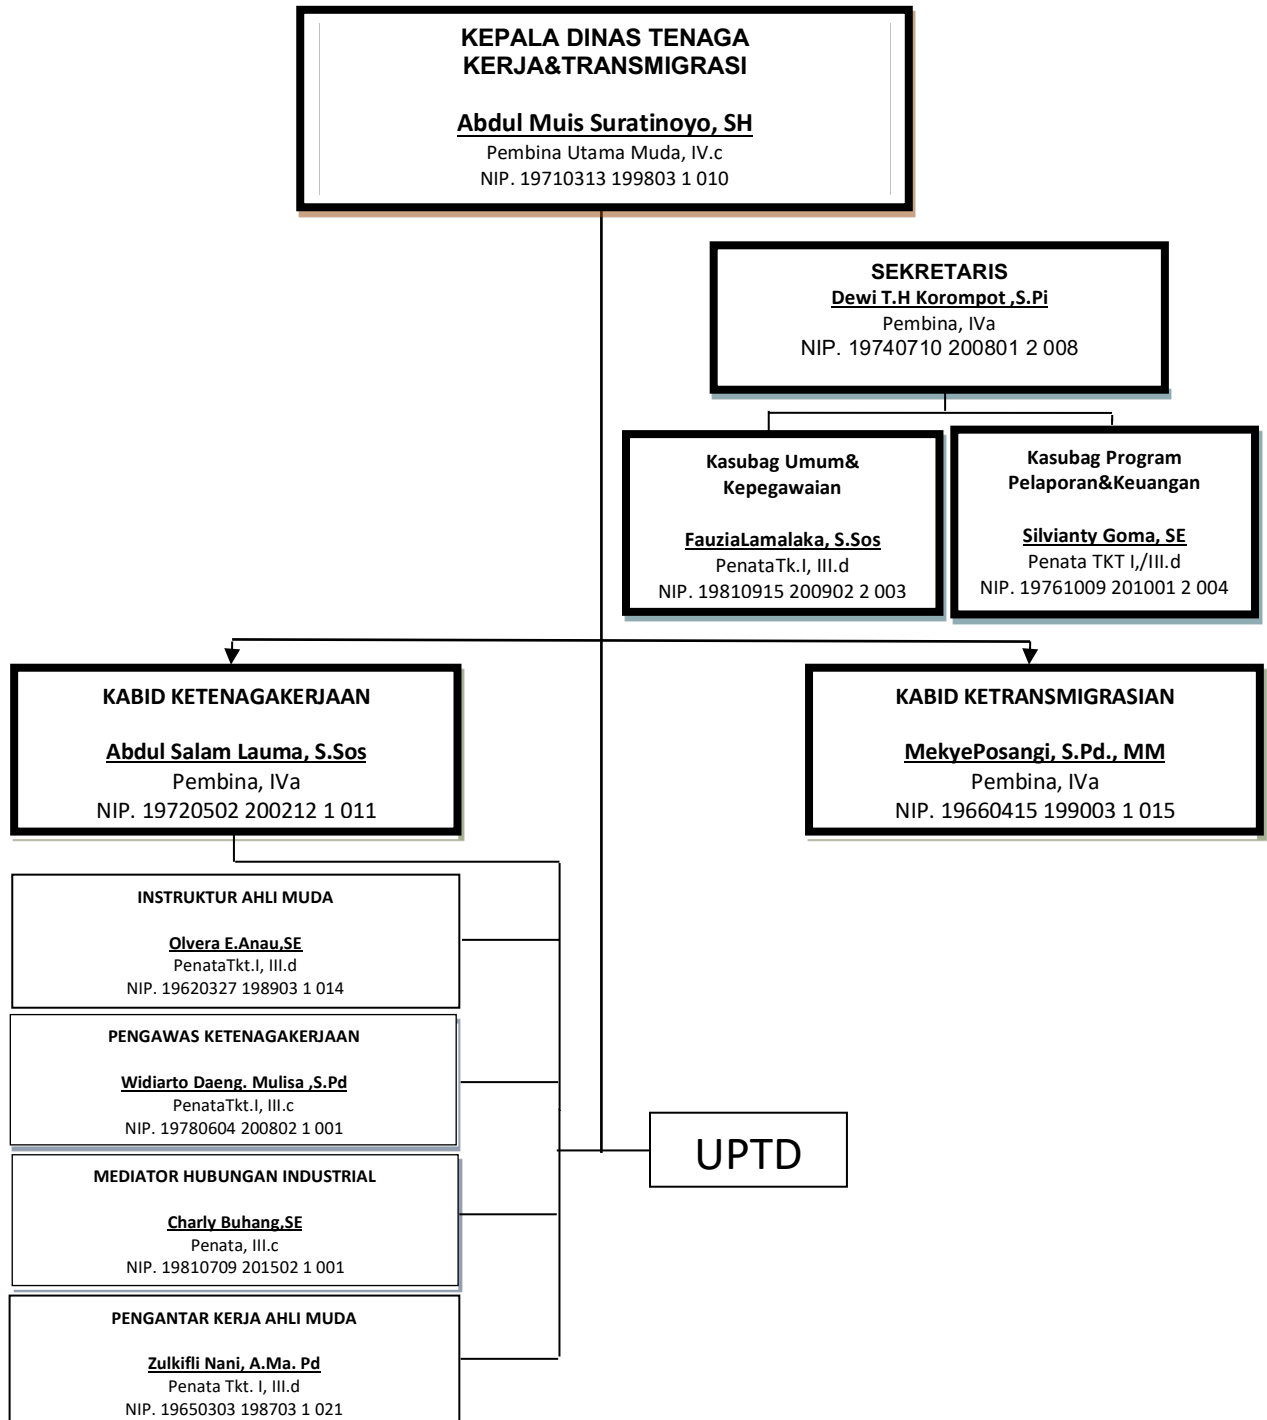 KEPALA DINAS TENAGA
KERJA&TRANSMIGRASI
Abdul Muis Suratinoyo, SH
Pembina Utama Muda, IV.c
NIP. 19710313 199803 1 010
SEKRETARIS
Dewi T.H Korompot ,S.Pi
Pembina, IVa
NIP. 19740710 200801 2 008
Kasubag Umum&
Kepegawaian
FauziaLamalaka, S.Sos
PenataTk.I, III.d
NIP. 19810915 200902 2 003
Kasubag Program
Pelaporan&Keuangan
Silvianty Goma, SE
Penata TKT I,/III.d
NIP. 19761009 201001 2 004
KABID KETENAGAKERJAAN
Abdul Salam Lauma, S.Sos
Pembina, IVa
NIP. 19720502 200212 1 011
KABID KETRANSMIGRASIAN
MekyePosangi, S.Pd., MM
Pembina, IVa
NIP. 19660415 199003 1 015
INSTRUKTUR AHLI MUDA
Olvera E.Anau,SE
PenataTkt.I, III.d
NIP. 19620327 198903 1 014
PENGAWAS KETENAGAKERJAAN
Widiarto Daeng. Mulisa ,S.Pd
PenataTkt.I, III.c
NIP. 19780604 200802 1 001
MEDIATOR HUBUNGAN INDUSTRIAL
Charly Buhang,SE
Penata, III.c
NIP. 19810709 201502 1 001
PENGANTAR KERJA AHLI MUDA
Zulkifli Nani, A.Ma. Pd
Penata Tkt. I, III.d
NIP. 19650303 198703 1 021
UPTD